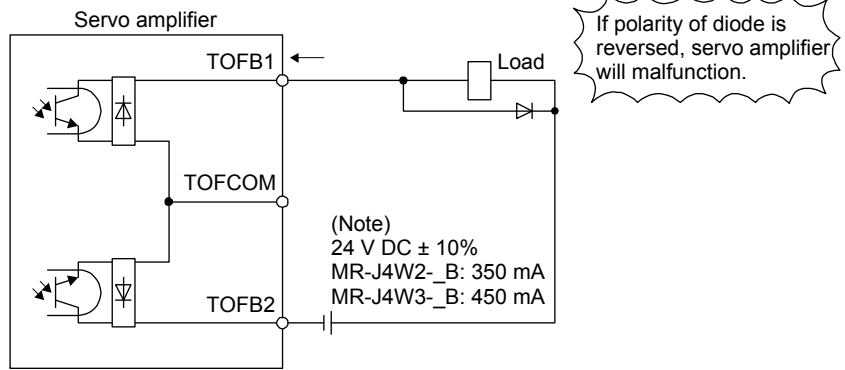 Servo amplifier
If polarity of diode is
reversed, servo amplifier
will malfunction.
TOFB1
Load
TOFCOM
(Note)
24 V DC ± 10%
MR-J4W2-_B: 350 mA
MR-J4W3-_B: 450 mA
TOFB2